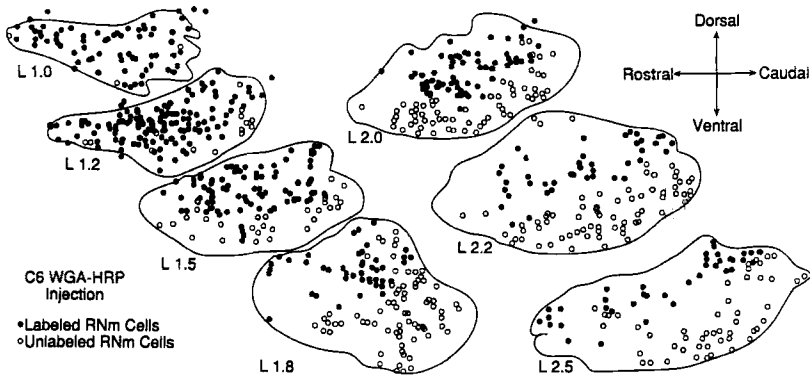 Dorsal
Rostral
Caudal
Ventral
L 1.0
L 1.2
L 1.5
L 1.8
L 2.0
L 2.2
L 2.5
C6 WGA-HRP
Injection
•Labeled RNm Cells
○Unlabeled RNm Cells